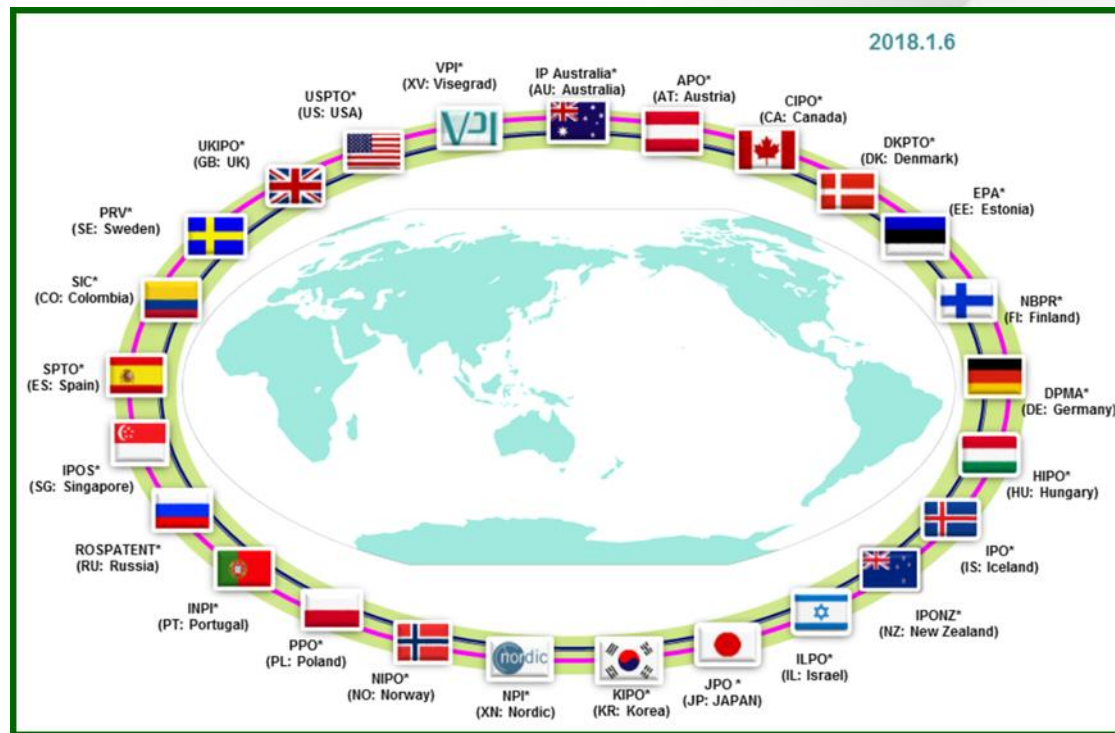 2018.1.6
VPI*
(XV: Visegrad)
IP Australia*
(AU: Australia)
APO*
(AT: Austria)
CIPO*
(CA: Canada)
DKPTO*
(DK: Denmark)
EPA*
(EE: Estonia)
NBPR*
(FI: Finland)
DPMA*
(DE: Germany)
HIPO*
(HU: Hungary)
IPO*
(IS: Iceland)
IPONZ*
(NZ: New Zealand)
ILPO*
(IL: Israel)
JPO *
(JP: JAPAN)
KIPO*
(KR: Korea)
NPI*
(XN: Nordic)
NIPO*
(NO: Norway)
PPO*
(PL: Poland)
INPI*
(PT: Portugal)
ROSPATENT*
(RU: Russia)
IPOS*
(SG: Singapore)
SPTO*
(ES: Spain)
SIC*
(CO: Colombia)
PRV*
(SE: Sweden)
UKIPO*
(GB: UK)
USPTO*
(US: USA)
VPI
nordic